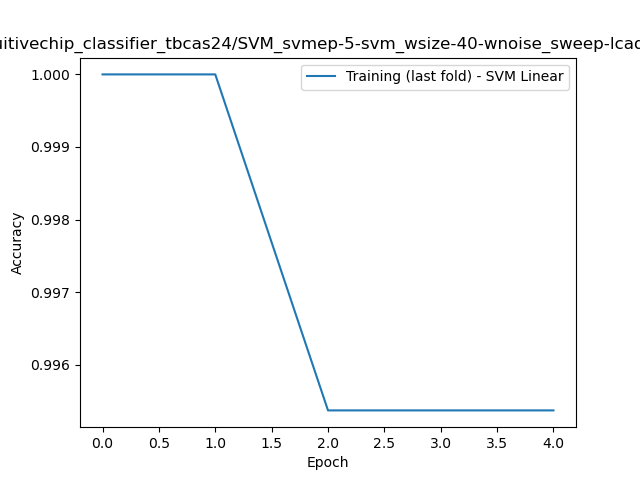 uitivechip_classifier_tbcas24/SVM_svmep-5-svm_wsize-40-wnoise_sweep-lcad
Training (last fold) - SVM Linear
1.000
0.999
0.998
0.997
0.996
Accuracy
0.0 0.5 1.0 1.5 2.0 2.5 3.0 3.5 4.0
Epoch